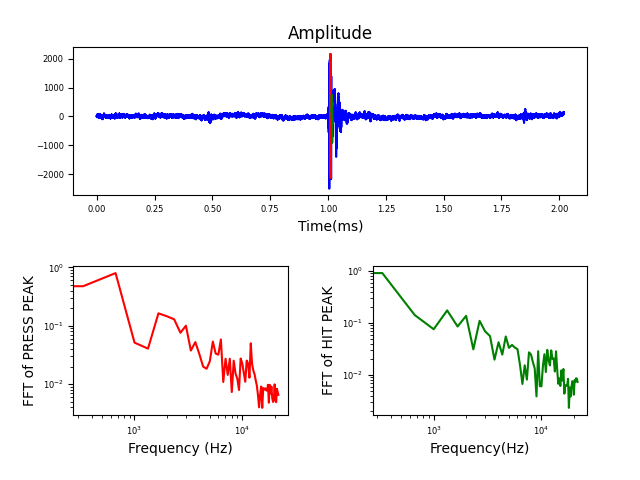 Amplitude
2000
1000
0
−1000
−2000
0.00 0.25 0.50 0.75 1.00 1.25 1.50 1.75 2.00
Time(ms)
FFT of PRESS PEAK
10⁰
10⁻¹
10⁻²
10³ 10⁴
Frequency (Hz)
FFT of HIT PEAK
10⁰
10⁻¹
10⁻²
10³ 10⁴
Frequency(Hz)